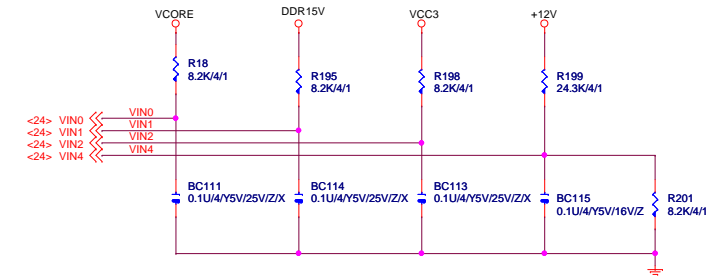 VCORE
DDR15V
VCC3
+12V
R18
8.2K/4/1
R195
8.2K/4/1
R198
8.2K/4/1
R199
24.3K/4/1
<24> VIN0 VIN0
<24> VIN1 VIN1
<24> VIN2 VIN2
<24> VIN4 VIN4
BC111
0.1U/4/Y5V/25V/Z/X
BC114
0.1U/4/Y5V/25V/Z/X
BC113
0.1U/4/Y5V/25V/Z/X
BC115
0.1U/4/Y5V/16V/Z
R201
8.2K/4/1